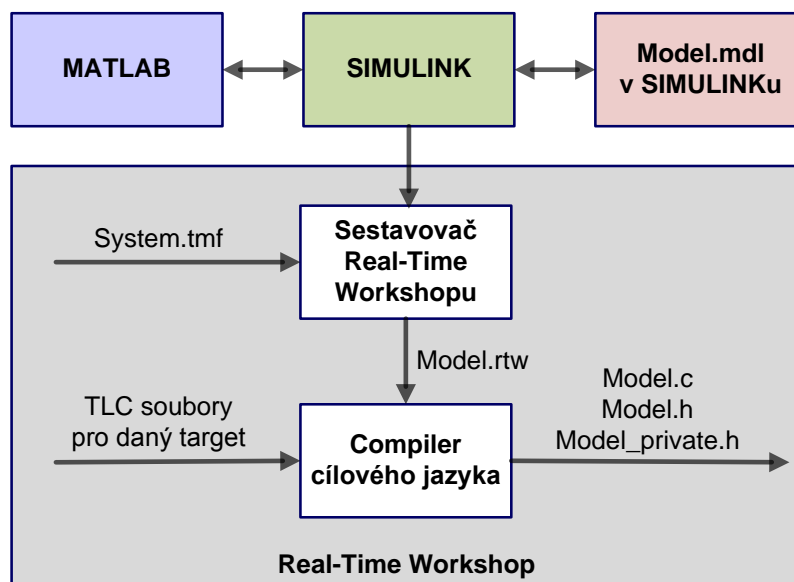 MATLAB
SIMULINK
Model.mdl
v SIMULINKu
System.tmf
Sestavovač
Real-Time
Workshopu
Model.rtw
TLC soubory
pro daný target
Compiler
cílového jazyka
Model.c
Model.h
Model_private.h
Real-Time Workshop